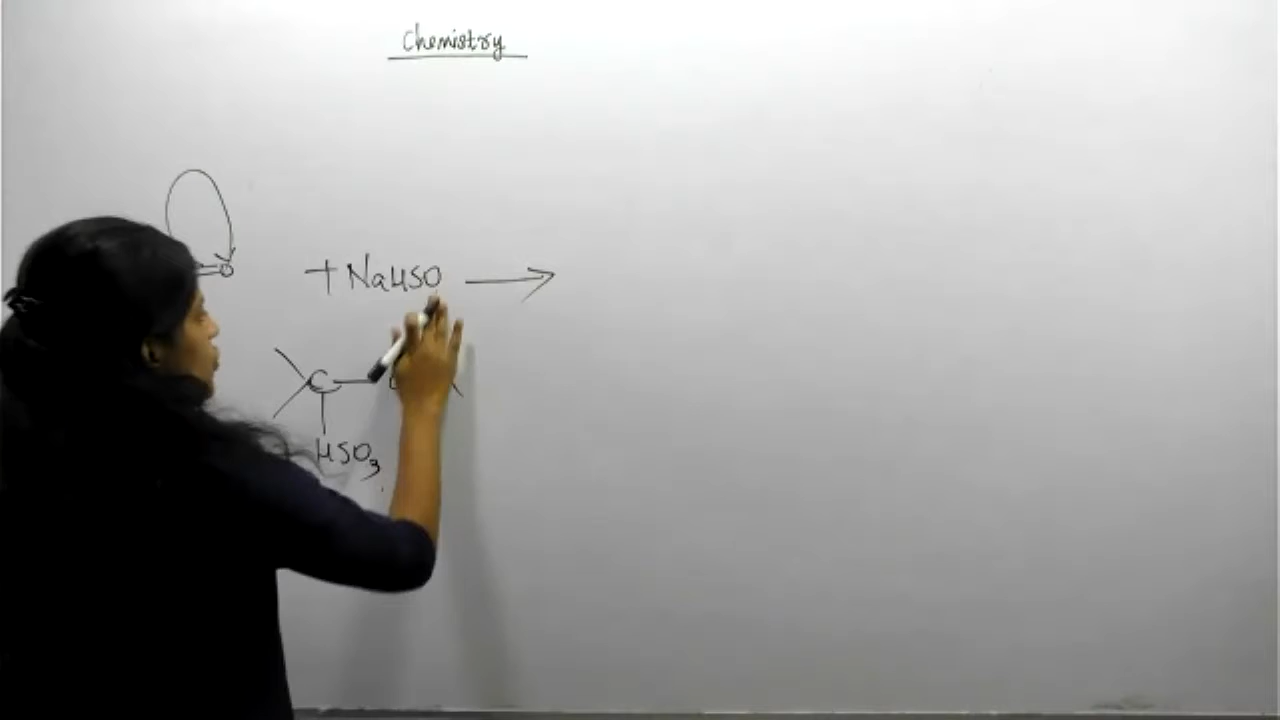 Chemistry
=O + NaHSO ⟶
C—
HSO3